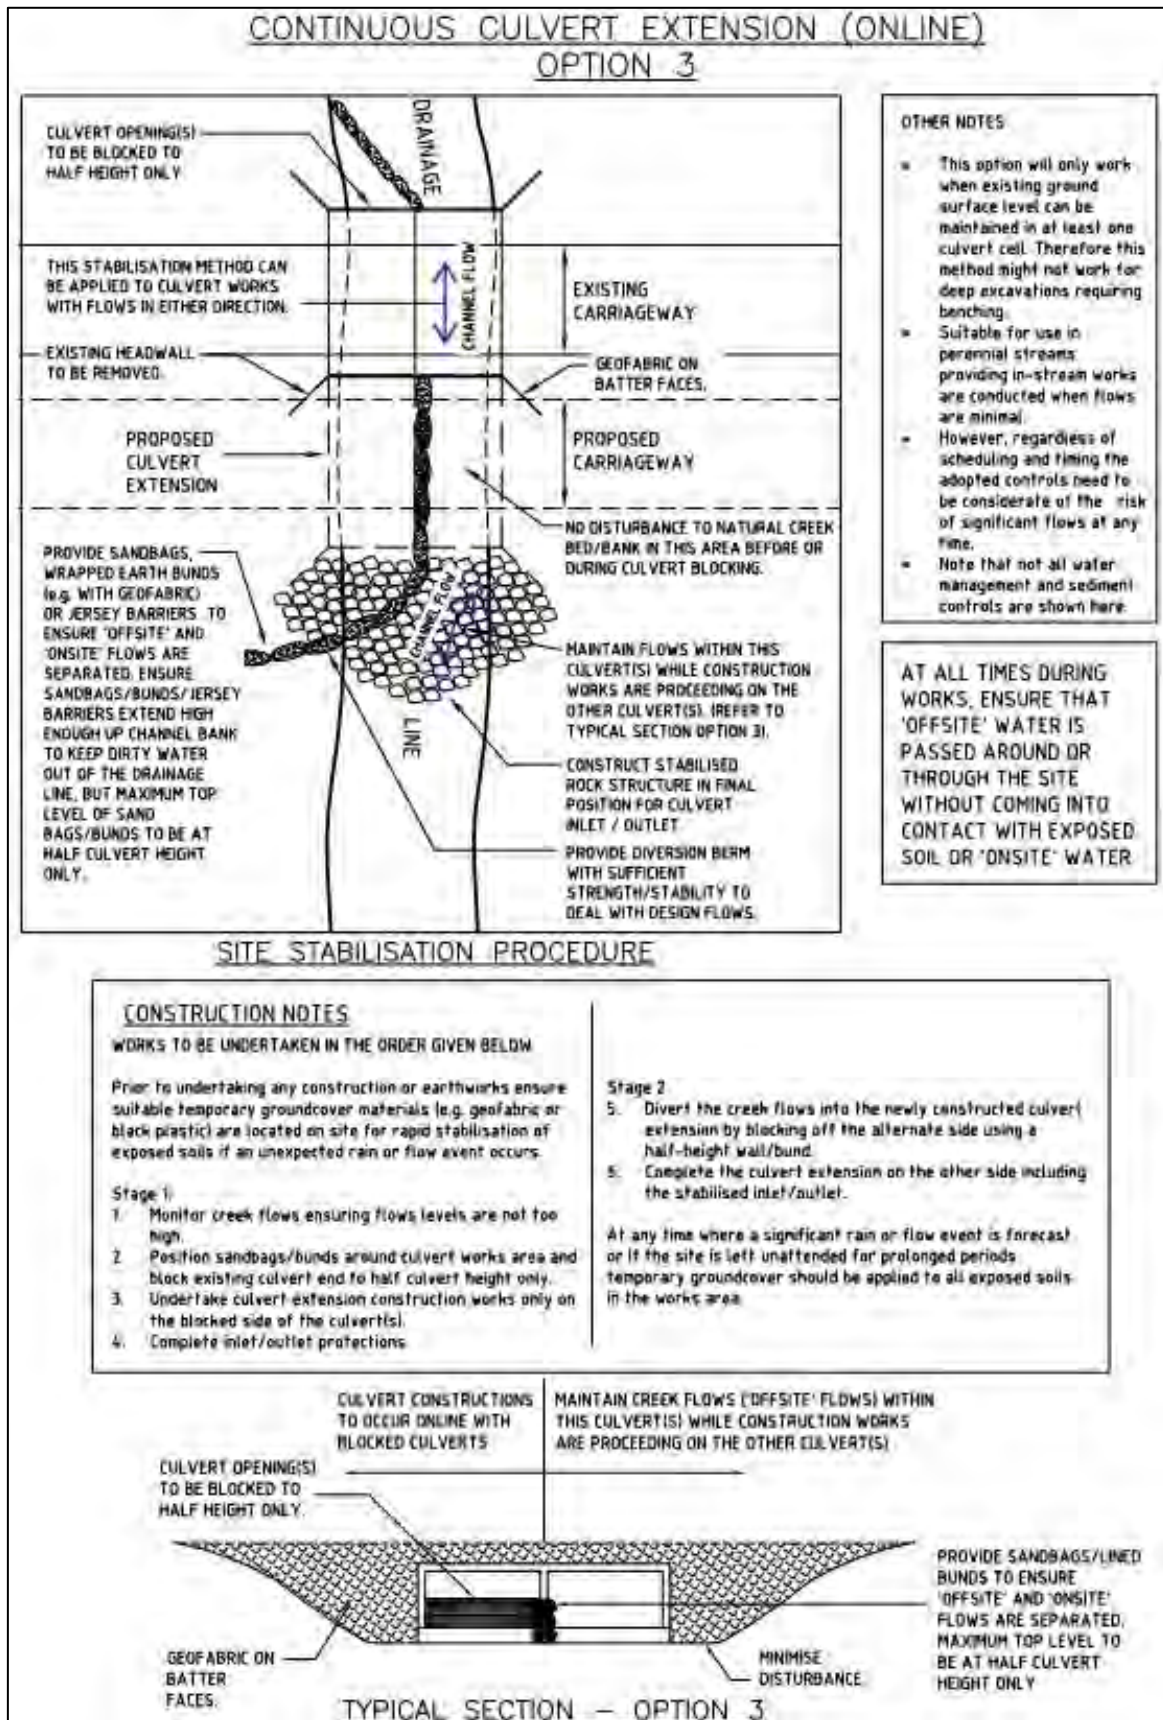 CONTINUOUS CULVERT EXTENSION (ONLINE)
OPTION 3
CULVERT OPENING(S)
TO BE BLOCKED TO
HALF HEIGHT ONLY
DRAINAGE
THIS STABILISATION METHOD CAN
BE APPLIED TO CULVERT WORKS
WITH FLOWS IN EITHER DIRECTION.
CHANNEL FLOW
EXISTING
CARRIAGEWAY
EXISTING HEADWALL
TO BE REMOVED.
GEOFABRIC ON
BATTER FACES.
PROPOSED
CULVERT
EXTENSION
PROPOSED
CARRIAGEWAY
NO DISTURBANCE TO NATURAL CREEK
BED/BANK IN THIS AREA BEFORE OR
DURING CULVERT BLOCKING.
PROVIDE SANDBAGS,
WRAPPED EARTH BUNDS
(e.g. WITH GEOFABRIC)
OR JERSEY BARRIERS TO
ENSURE 'OFFSITE' AND
'ONSITE' FLOWS ARE
SEPARATED. ENSURE
SANDBAGS/BUNDS/JERSEY
BARRIERS EXTEND HIGH
ENOUGH UP CHANNEL BANK
TO KEEP DIRTY WATER
OUT OF THE DRAINAGE
LINE, BUT MAXIMUM TOP
LEVEL OF SAND
BAGS/BUNDS TO BE AT
HALF CULVERT HEIGHT
ONLY.
CHANNEL FLOW
LINE
MAINTAIN FLOWS WITHIN THIS
CULVERT(S) WHILE CONSTRUCTION
WORKS ARE PROCEEDING ON THE
OTHER CULVERT(S). (REFER TO
TYPICAL SECTION OPTION 3).
CONSTRUCT STABILISED
ROCK STRUCTURE IN FINAL
POSITION FOR CULVERT
INLET / OUTLET
PROVIDE DIVERSION BERM
WITH SUFFICIENT
STRENGTH/STABILITY TO
DEAL WITH DESIGN FLOWS.
OTHER NOTES
This option will only work
when existing ground
surface level can be
maintained in at least one
culvert cell. Therefore this
method might not work for
deep excavations requiring
benching.
Suitable for use in
perennial streams
providing in-stream works
are conducted when flows
are minimal.
However, regardless of
scheduling and timing the
adopted controls need to
be considerate of the risk
of significant flows at any
time.
Note that not all water
management and sediment
controls are shown here.
AT ALL TIMES DURING
WORKS, ENSURE THAT
'OFFSITE' WATER IS
PASSED AROUND OR
THROUGH THE SITE
WITHOUT COMING INTO
CONTACT WITH EXPOSED
SOIL OR 'ONSITE' WATER
SITE STABILISATION PROCEDURE
CONSTRUCTION NOTES
WORKS TO BE UNDERTAKEN IN THE ORDER GIVEN BELOW
Prior to undertaking any construction or earthworks ensure
suitable temporary groundcover materials (e.g. geofabric or
black plastic) are located on site for rapid stabilisation of
exposed soils if an unexpected rain or flow event occurs.
Stage 1:
1. Monitor creek flows ensuring flows levels are not too
high.
2. Position sandbags/bunds around culvert works area and
block existing culvert end to half culvert height only.
3. Undertake culvert extension construction works only on
the blocked side of the culvert(s).
4. Complete inlet/outlet protections.
Stage 2
5. Divert the creek flows into the newly constructed culvert
extension by blocking off the alternate side using a
half-height wall/bund.
5. Complete the culvert extension on the other side including
the stabilised inlet/outlet.
At any time where a significant rain or flow event is forecast
or if the site is left unattended for prolonged periods
temporary groundcover should be applied to all exposed soils
in the works area.
CULVERT CONSTRUCTIONS
TO OCCUR ONLINE WITH
BLOCKED CULVERTS
MAINTAIN CREEK FLOWS ('OFFSITE' FLOWS) WITHIN
THIS CULVERT(S) WHILE CONSTRUCTION WORKS
ARE PROCEEDING ON THE OTHER CULVERT(S)
CULVERT OPENING(S)
TO BE BLOCKED TO
HALF HEIGHT ONLY.
GEOFABRIC ON
BATTER
FACES.
MINIMISE
DISTURBANCE.
PROVIDE SANDBAGS/LINED
BUNDS TO ENSURE
'OFFSITE' AND 'ONSITE'
FLOWS ARE SEPARATED.
MAXIMUM TOP LEVEL TO
BE AT HALF CULVERT
HEIGHT ONLY
TYPICAL SECTION – OPTION 3